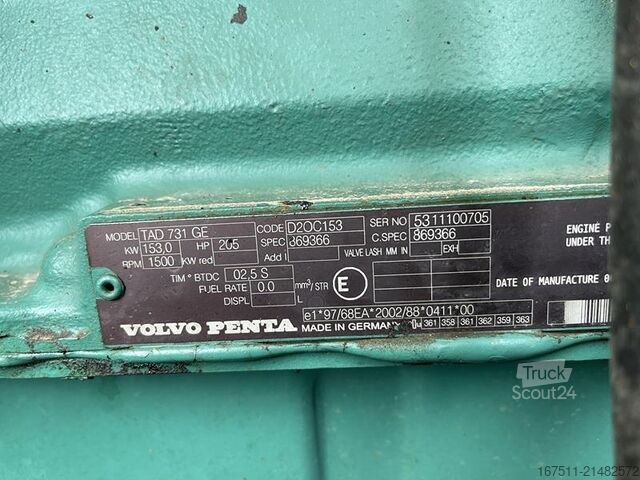 MODEL TAD 731 GE CODE D2OC153 SER NO 5311100705
KW 153,0 HP 205 SPEC 869366 C.SPEC 869366
RPM 1500 KW red Add1 VALVE LASH MM IN EXH
TIM° BTDC 02,5 S
FUEL RATE 0.0 mm³/STR E
DISPL L
VOLVO PENTA
e1*97/68EA*2002/88*0411*00
MADE IN GERMANY 361 358 361 362 359 363
ENGINE P
UNDER TH
DATE OF MANUFACTURE
Truck
Scout24
167511-21482572